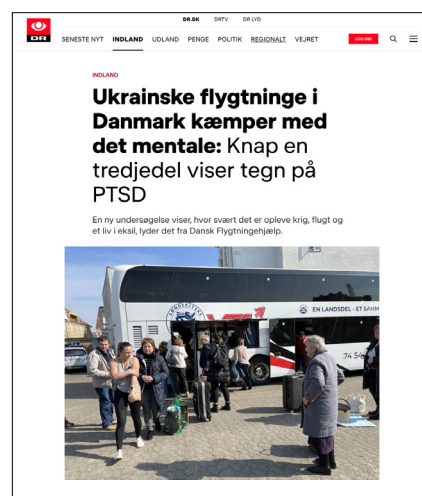 DR.DK DRTV DR LYD
DR SENESTE NYT INDLAND UDLAND PENGE POLITIK REGIONALT VEJRET LOG IND
INDLAND
Ukrainske flygtninge i
Danmark kæmper med
det mentale: Knap en
tredjedel viser tegn på
PTSD
En ny undersøgelse viser, hvor svært det er opleve krig, flugt og
et liv i eksil, lyder det fra Dansk Flygtningehjælp.
EN LANDSDEL - ET SAMM